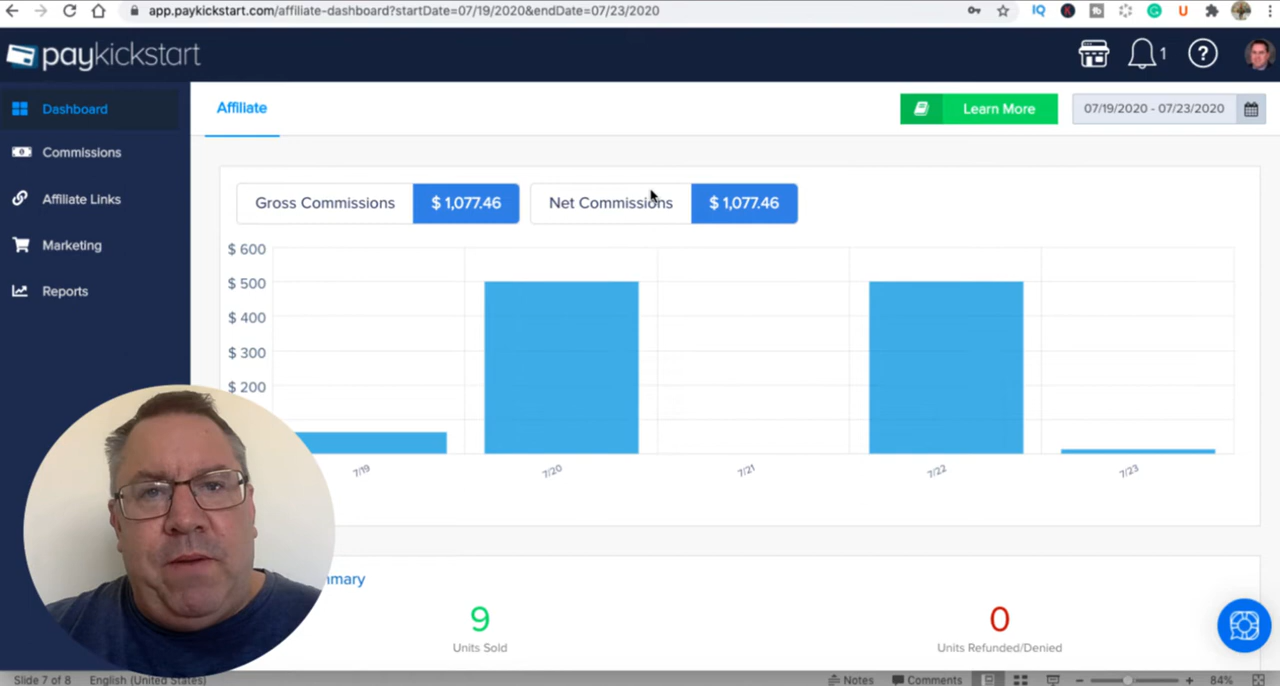 app.paykickstart.com/affiliate-dashboard?startDate=07/19/2020&endDate=07/23/2020
IQ
U
paykickstart
1
?
Dashboard
Commissions
Affiliate Links
Marketing
Reports
Affiliate
Learn More
07/19/2020 - 07/23/2020
Gross Commissions $ 1,077.46 Net Commissions $ 1,077.46
$ 600
$ 500
$ 400
$ 300
$ 200
7/19 7/20 7/21 7/22 7/23
mmary
9 0
Units Sold Units Refunded/Denied
Slide 7 of 8 English (United States) Notes Comments 84%